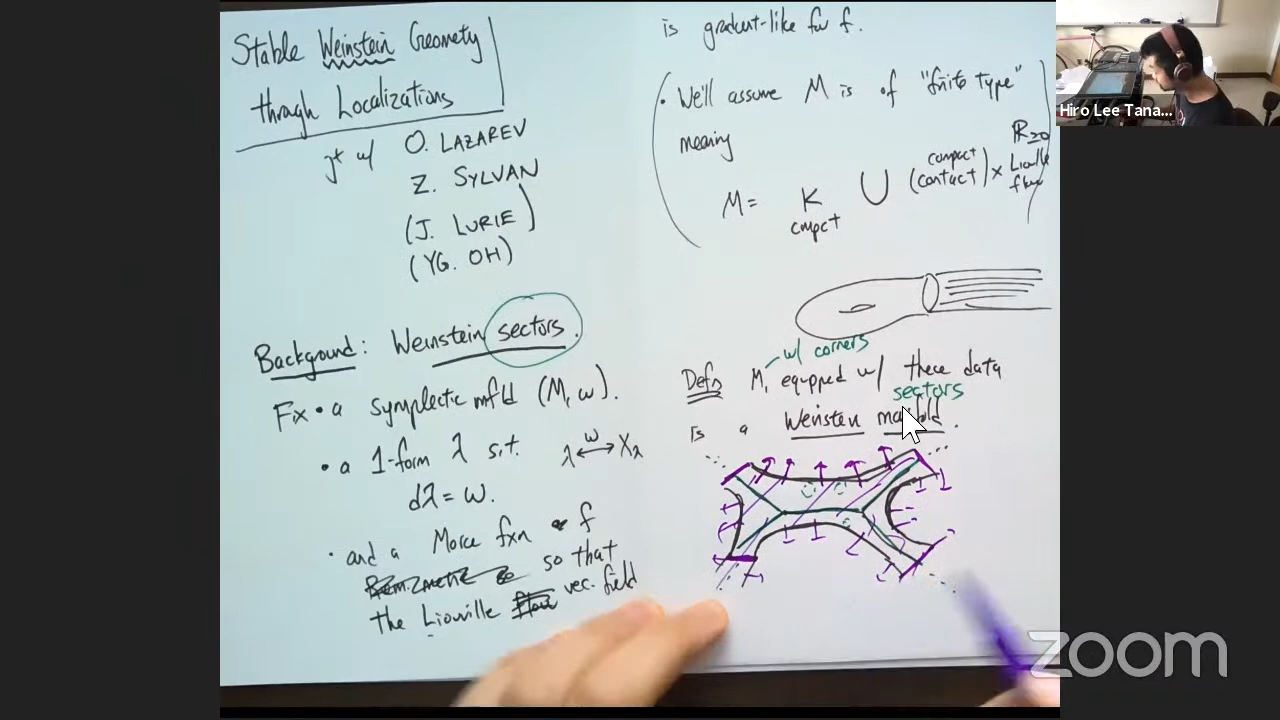 Stable Weinstein Geometry
through Localizations
jt w/ O. LAZAREV
Z. SYLVAN
(J. LURIE)
(YG. OH)
Background: Weinstein sectors.
Fix • a symplectic mfld (M, ω).
• a 1-form λ s.t. λ ↔ω X_λ
dλ = ω.
• and a Morse fxn f
so that
the Liouville vec. field
is gradient-like for f.
( • We'll assume M is of "finite type" )
meaning
M = K ∪ (contact) × R≥0
cmpct compact Liouville flow
w/ corners
Defn M, equipped w/ these data
sectors
is a Weinstein manifold.
Hiro Lee Tana...
zoom